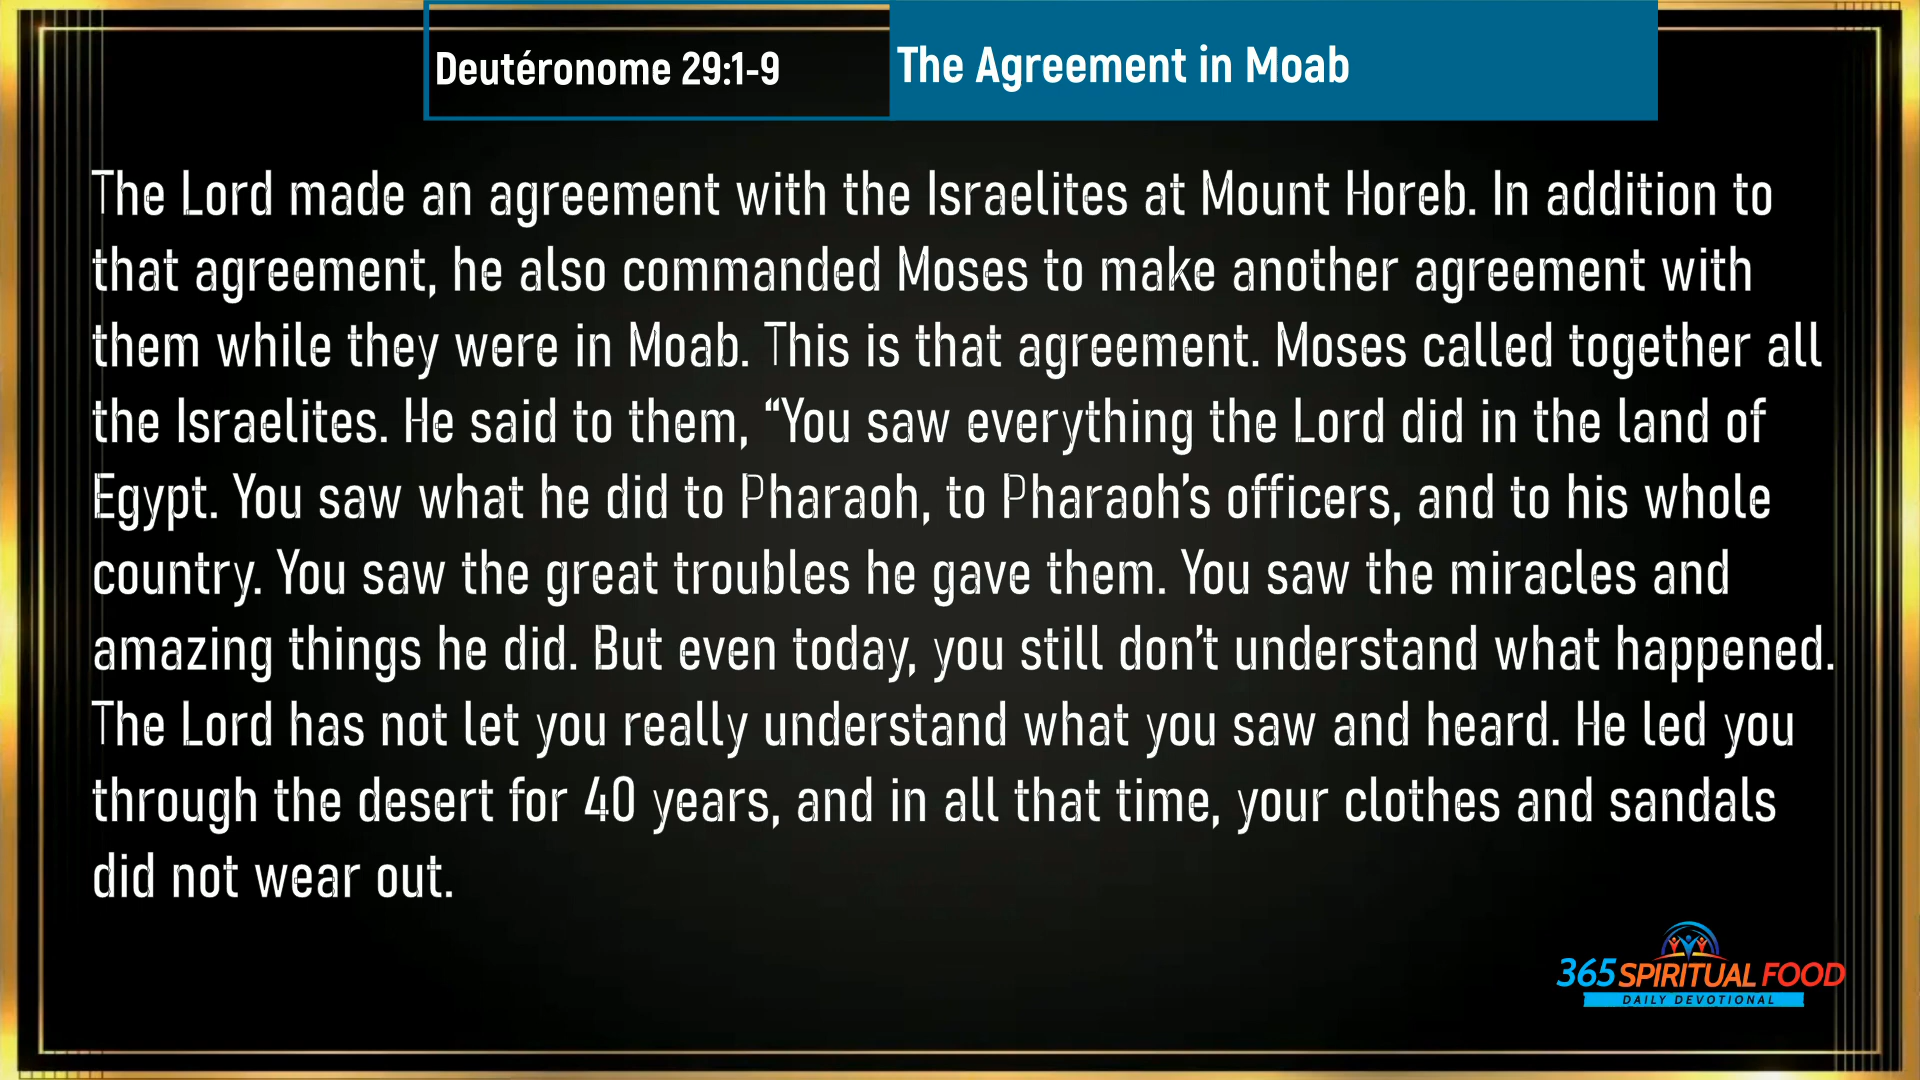 Deutéronome 29:1-9
The Agreement in Moab
The Lord made an agreement with the Israelites at Mount Horeb. In addition to
that agreement, he also commanded Moses to make another agreement with
them while they were in Moab. This is that agreement. Moses called together all
the Israelites. He said to them, “You saw everything the Lord did in the land of
Egypt. You saw what he did to Pharaoh, to Pharaoh’s officers, and to his whole
country. You saw the great troubles he gave them. You saw the miracles and
amazing things he did. But even today, you still don’t understand what happened.
The Lord has not let you really understand what you saw and heard. He led you
through the desert for 40 years, and in all that time, your clothes and sandals
did not wear out.
365 SPIRITUAL FOOD
DAILY DEVOTIONAL